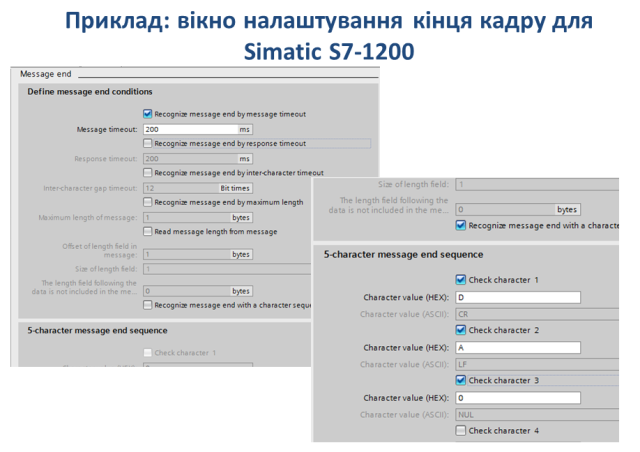 Приклад: вікно налаштування кінця кадру для
Simatic S7-1200
Message end
Define message end conditions
Recognize message end by message timeout
Message timeout: 200 ms
Recognize message end by response timeout
Response timeout: 200 ms
Recognize message end by inter-character timeout
Inter-character gap timeout: 12 Bit times
Recognize message end by maximum length
Maximum length of message: 1 bytes
Read message length from message
Offset of length field in
message: 1 bytes
Size of length field: 1
The length field following the
data is not included in the me... 0 bytes
Recognize message end with a character sequ
5-character message end se
Check character 1
Size of length field: 1
The length field following the
data is not included in the me... 0 bytes
Recognize message end with a characte
5-character message end sequence
Check character 1
Character value (HEX): D
Character value (ASCII): CR
Check character 2
Character value (HEX): A
Character value (ASCII): LF
Check character 3
Character value (HEX): 0
Character value (ASCII): NUL
Check character 4